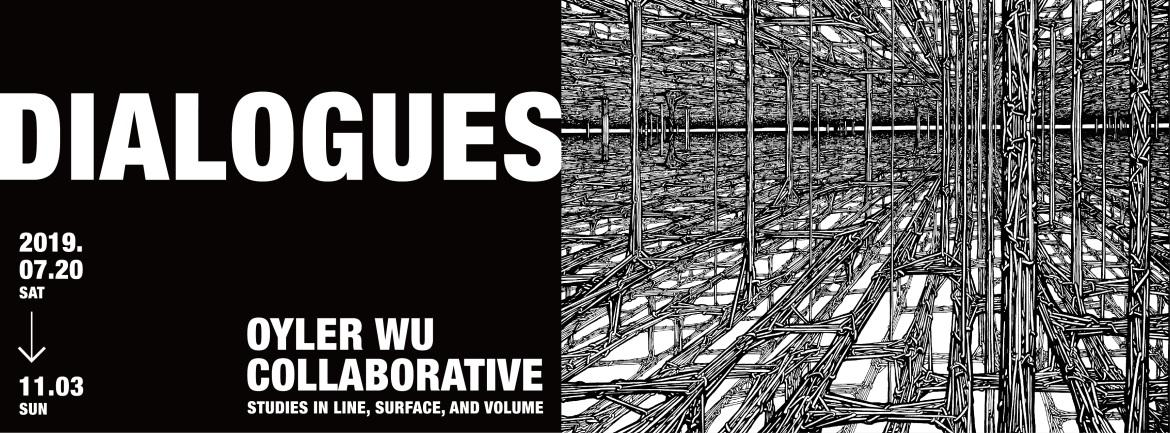 DIALOGUES
2019.
07.20
SAT
11.03
SUN
OYLER WU
COLLABORATIVE
STUDIES IN LINE, SURFACE, AND VOLUME